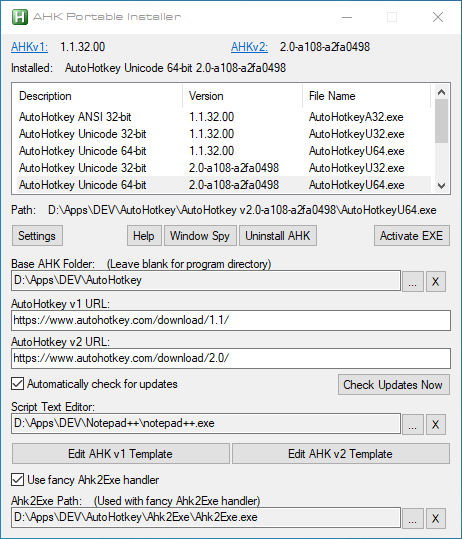 AHK Portable Installer
AHKv1: 1.1.32.00 AHKv2: 2.0-a108-a2fa0498
Installed: AutoHotkey Unicode 64-bit 2.0-a108-a2fa0498
Description Version File Name
AutoHotkey ANSI 32-bit 1.1.32.00 AutoHotkeyA32.exe
AutoHotkey Unicode 32-bit 1.1.32.00 AutoHotkeyU32.exe
AutoHotkey Unicode 64-bit 1.1.32.00 AutoHotkeyU64.exe
AutoHotkey Unicode 32-bit 2.0-a108-a2fa0498 AutoHotkeyU32.exe
AutoHotkey Unicode 64-bit 2.0-a108-a2fa0498 AutoHotkeyU64.exe
Path: D:\Apps\DEV\AutoHotkey\AutoHotkey v2.0-a108-a2fa0498\AutoHotkeyU64.exe
Settings Help Window Spy Uninstall AHK Activate EXE
Base AHK Folder: (Leave blank for program directory)
D:\Apps\DEV\AutoHotkey ... X
AutoHotkey v1 URL:
https://www.autohotkey.com/download/1.1/
AutoHotkey v2 URL:
https://www.autohotkey.com/download/2.0/
Automatically check for updates Check Updates Now
Script Text Editor:
D:\Apps\DEV\Notepad++\notepad++.exe ... X
Edit AHK v1 Template Edit AHK v2 Template
Use fancy Ahk2Exe handler
Ahk2Exe Path: (Used with fancy Ahk2Exe handler)
D:\Apps\DEV\AutoHotkey\Ahk2Exe\Ahk2Exe.exe ... X